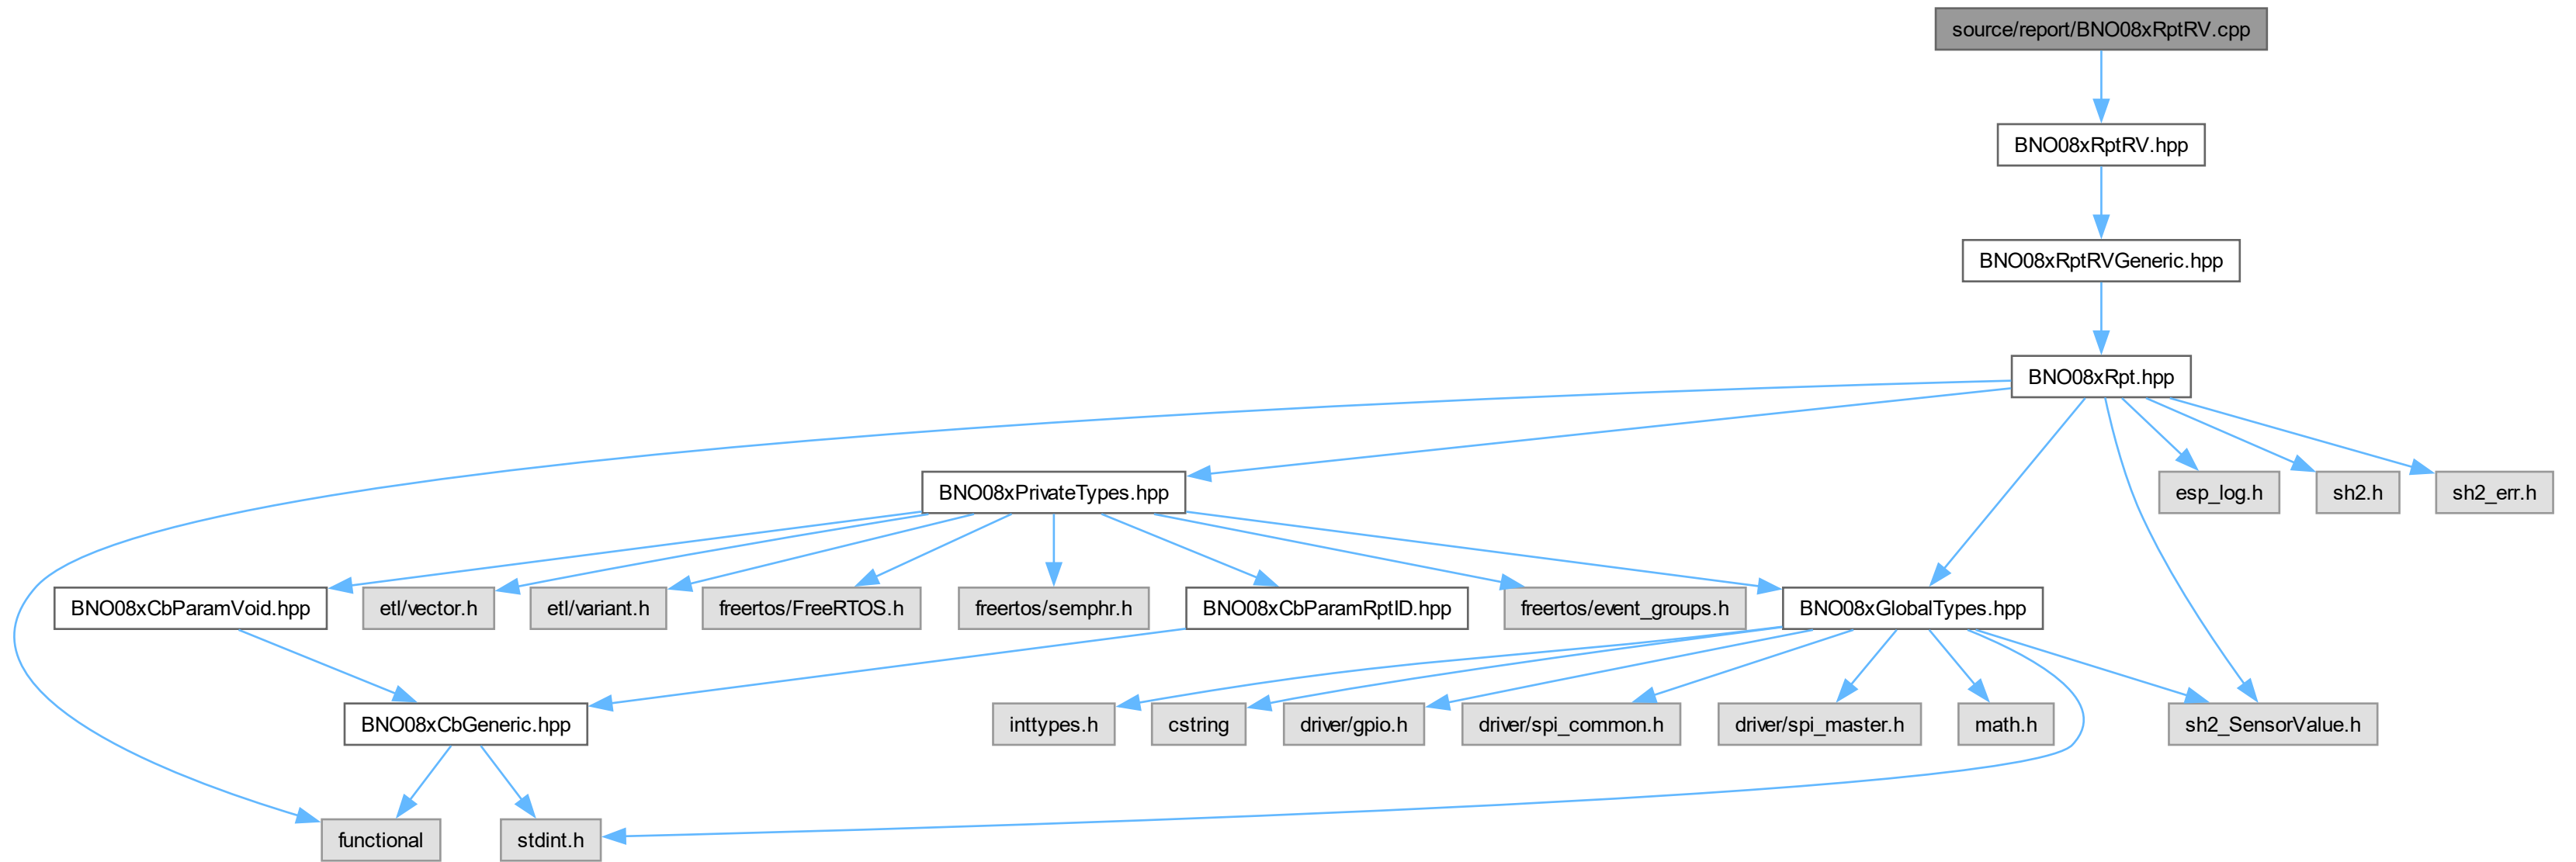 source/report/BNO08xRptRV.cpp
BNO08xRptRV.hpp
BNO08xRptRVGeneric.hpp
BNO08xRpt.hpp
BNO08xPrivateTypes.hpp
esp_log.h
sh2.h
sh2_err.h
BNO08xCbParamVoid.hpp
etl/vector.h
etl/variant.h
freertos/FreeRTOS.h
freertos/semphr.h
BNO08xCbParamRptID.hpp
freertos/event_groups.h
BNO08xGlobalTypes.hpp
BNO08xCbGeneric.hpp
inttypes.h
cstring
driver/gpio.h
driver/spi_common.h
driver/spi_master.h
math.h
sh2_SensorValue.h
functional
stdint.h